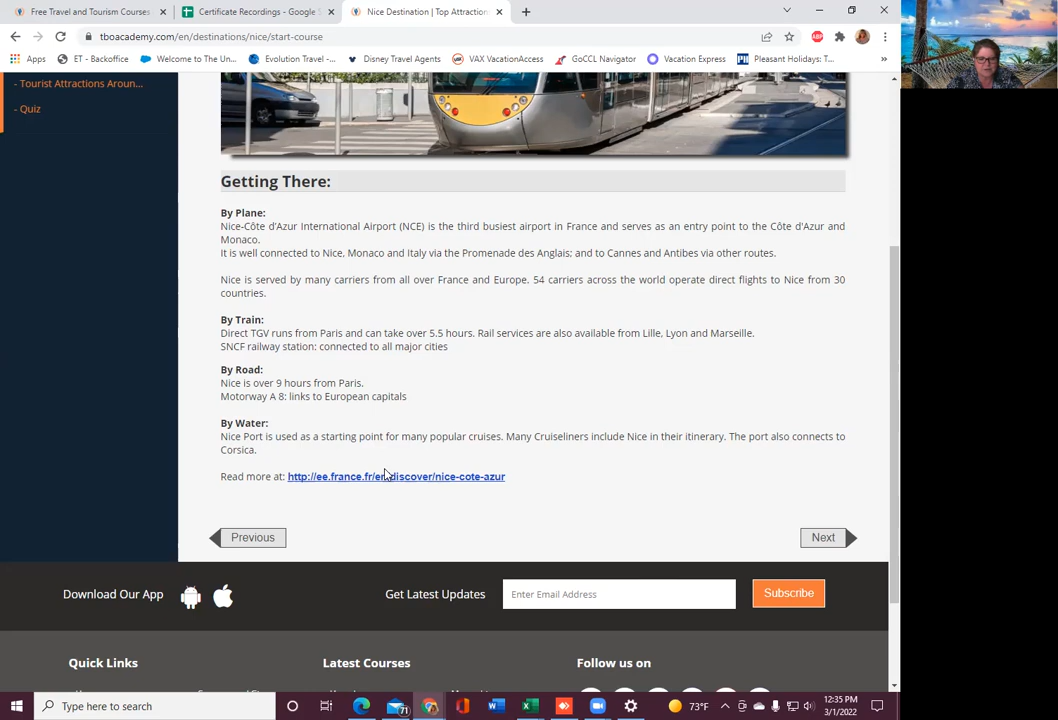 Free Travel and Tourism Courses
Certificate Recordings - Google S
Nice Destination | Top Attraction
tboacademy.com/en/destinations/nice/start-course
Apps
ET - Backoffice
Welcome to The Un...
Evolution Travel -...
Disney Travel Agents
VAX VacationAccess
GoCCL Navigator
Vacation Express
Pleasant Holidays: T...
- Tourist Attractions Aroun...
- Quiz
Getting There:
By Plane:
Nice-Côte d'Azur International Airport (NCE) is the third busiest airport in France and serves as an entry point to the Côte d'Azur and
Monaco.
It is well connected to Nice, Monaco and Italy via the Promenade des Anglais; and to Cannes and Antibes via other routes.
Nice is served by many carriers from all over France and Europe. 54 carriers across the world operate direct flights to Nice from 30
countries.
By Train:
Direct TGV runs from Paris and can take over 5.5 hours. Rail services are also available from Lille, Lyon and Marseille.
SNCF railway station: connected to all major cities
By Road:
Nice is over 9 hours from Paris.
Motorway A 8: links to European capitals
By Water:
Nice Port is used as a starting point for many popular cruises. Many Cruiseliners include Nice in their itinerary. The port also connects to
Corsica.
Read more at: http://ee.france.fr/en/discover/nice-cote-azur
Previous
Next
Download Our App
Get Latest Updates
Enter Email Address
Subscribe
Quick Links
Latest Courses
Follow us on
Type here to search
71
73°F
12:35 PM
3/1/2022